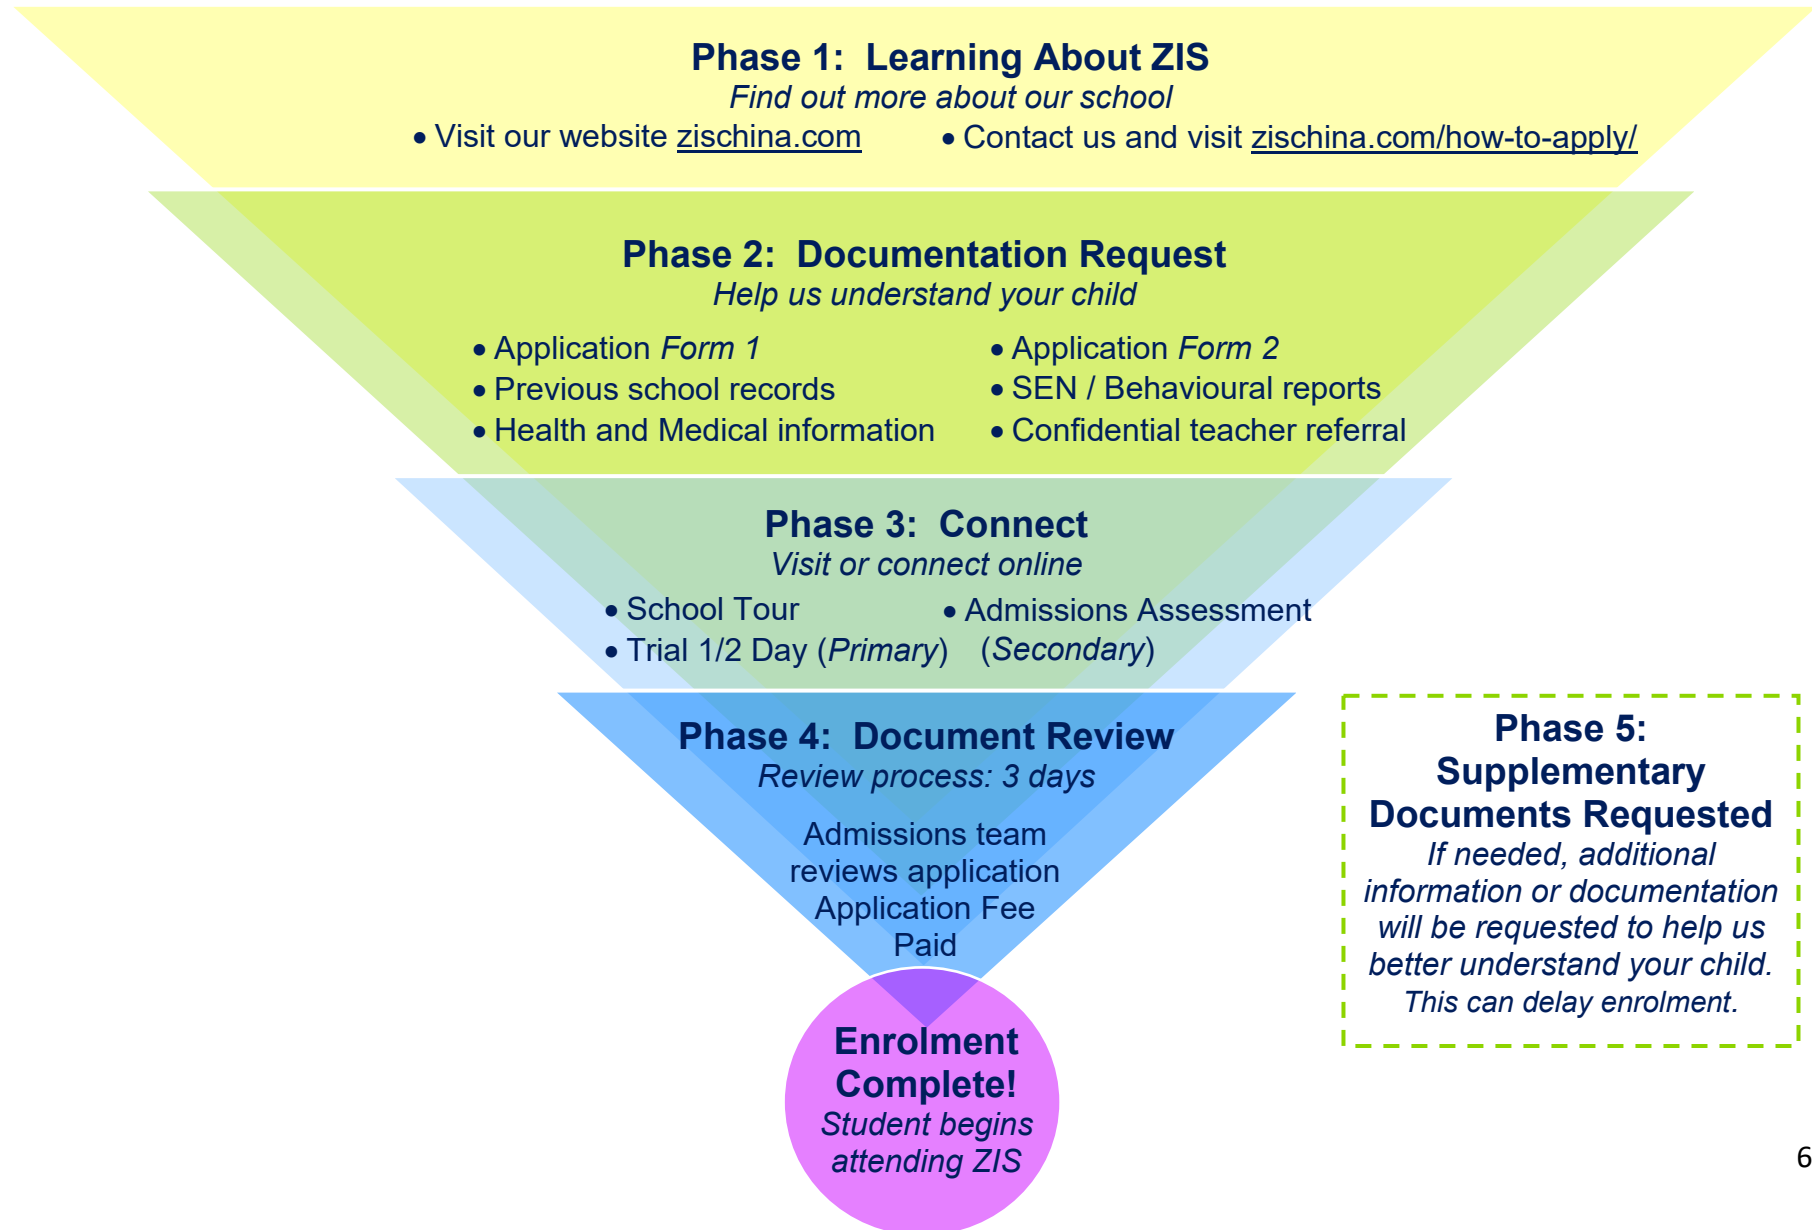 Phase 1: Learning About ZIS
Find out more about our school
• Visit our website zischina.com • Contact us and visit zischina.com/how-to-apply/
Phase 2: Documentation Request
Help us understand your child
• Application Form 1 • Application Form 2
• Previous school records • SEN / Behavioural reports
• Health and Medical information • Confidential teacher referral
Phase 3: Connect
Visit or connect online
• School Tour • Admissions Assessment
• Trial 1/2 Day (Primary) (Secondary)
Phase 4: Document Review
Review process: 3 days
Admissions team
reviews application
Application Fee
Paid
Phase 5:
Supplementary
Documents Requested
If needed, additional
information or documentation
will be requested to help us
better understand your child.
This can delay enrolment.
Enrolment
Complete!
Student begins
attending ZIS
6